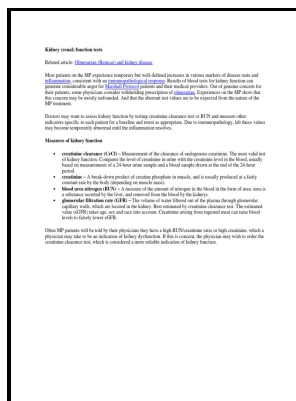 Kidney (renal) function tests
Related article: Olmesartan (Benicar) and kidney disease
Most patients on the MP experience temporary but well-defined increases in various markers of disease state and
inflammation, consistent with an immunopathological response. Results of blood tests for kidney function can
generate considerable angst for Marshall Protocol patients and their medical providers. Out of genuine concern for
their patients, some physicians consider withholding prescription of olmesartan. Experiences on the MP show that
this concern may be mostly unfounded. And that the aberrant test values are to be expected from the nature of the
MP treatment.
Doctors may want to assess kidney function by testing creatinine clearance test or BUN and measure other
indicators specific to each patient for a baseline and retest as appropriate. Due to immunopathology, lab these values
may become temporarily abnormal until the inflammation resolves.
Measures of kidney function
• creatinine clearance (CrCl) – Measurement of the clearance of endogenous creatinine. The most valid test
of kidney function. Compares the level of creatinine in urine with the creatinine level in the blood, usually
based on measurements of a 24-hour urine sample and a blood sample drawn at the end of the 24-hour
period
• creatinine – A break-down product of creatine phosphate in muscle, and is usually produced at a fairly
constant rate by the body (depending on muscle mass)
• blood urea nitrogen (BUN) – A measure of the amount of nitrogen in the blood in the form of urea, urea is
a substance secreted by the liver, and removed from the blood by the kidneys.
• glomerular filtration rate (GFR) – The volume of water filtered out of the plasma through glomerular
capillary walls, which are located in the kidney. Best estimated by creatinine clearance test. The estimated
value (eGFR) takes age, sex and race into account. Creatinine arising from ingested meat can raise blood
levels to falsely lower eGFR.
Often MP patients will be told by their physicians they have a high BUN/creatinine ratio or high creatinine, which a
physician may take to be an indication of kidney dysfunction. If this is concern, the physician may wish to order the
creatinine clearance test, which is considered a more reliable indication of kidney function.